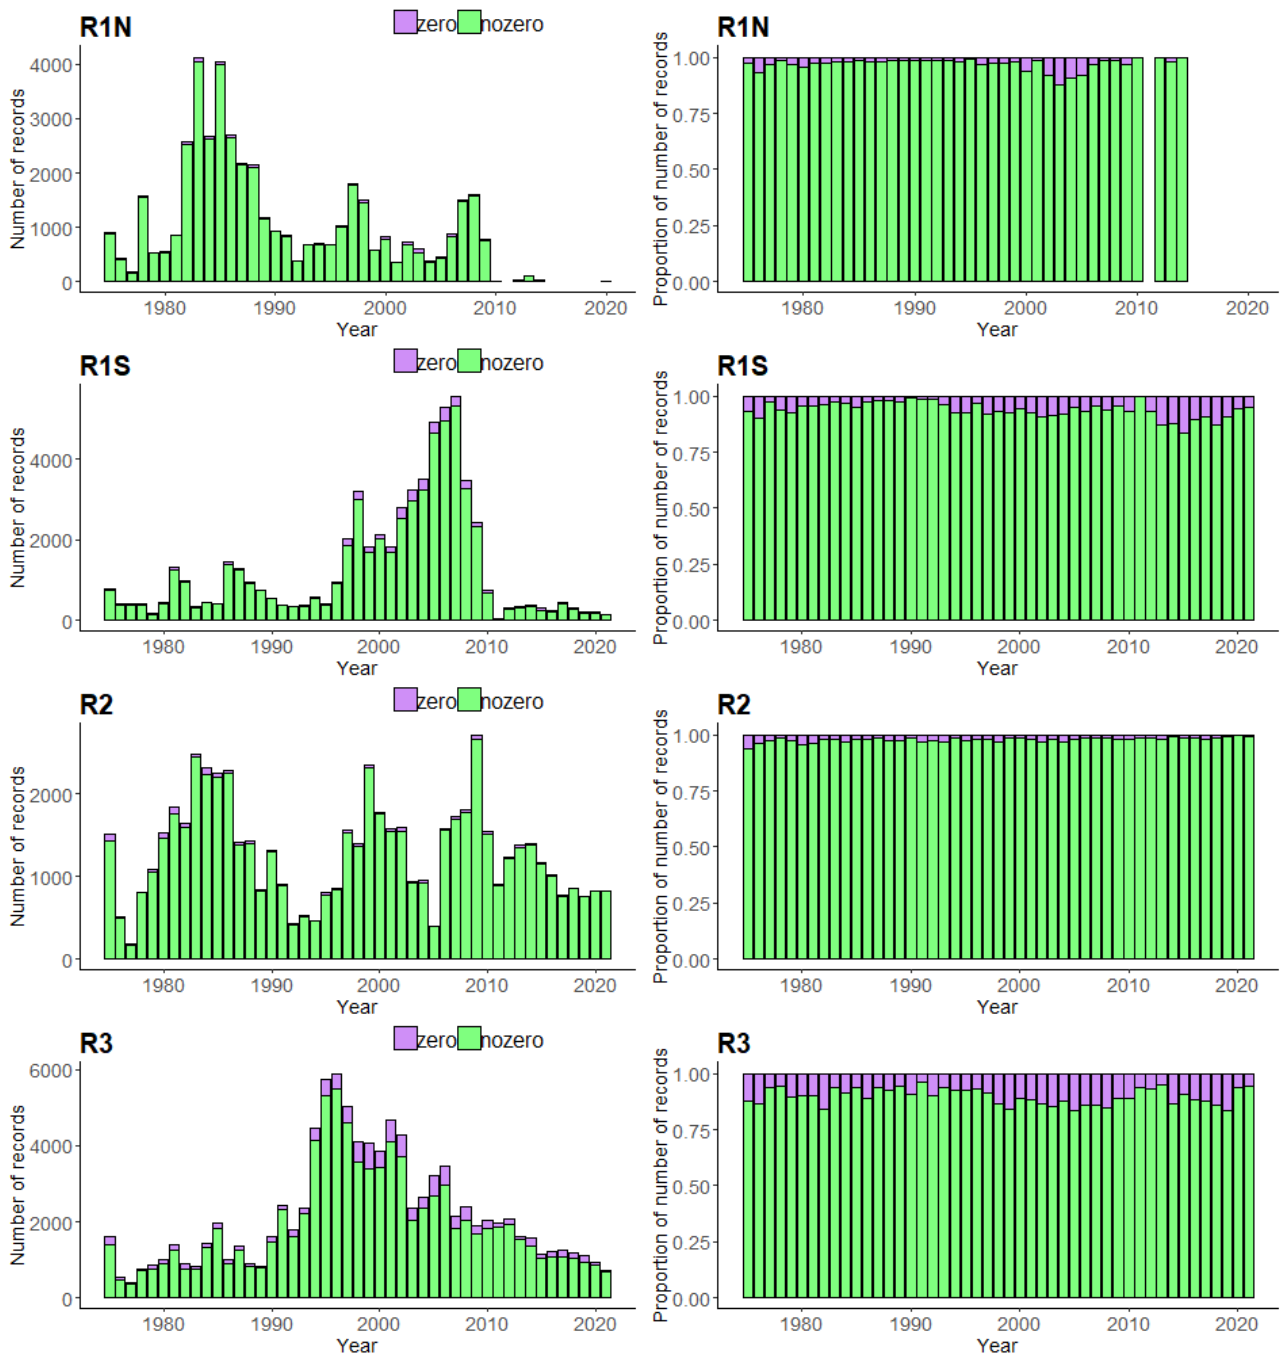 R1N
zero nozero
Number of records
4000
3000
2000
1000
0
1980 1990 2000 2010 2020
Year
R1N
Proportion of number of records
1.00
0.75
0.50
0.25
0.00
1980 1990 2000 2010 2020
Year
R1S
zero nozero
Number of records
4000
2000
0
1980 1990 2000 2010 2020
Year
R1S
Proportion of number of records
1.00
0.75
0.50
0.25
0.00
1980 1990 2000 2010 2020
Year
R2
zero nozero
Number of records
2000
1000
0
1980 1990 2000 2010 2020
Year
R2
Proportion of number of records
1.00
0.75
0.50
0.25
0.00
1980 1990 2000 2010 2020
Year
R3
zero nozero
Number of records
6000
4000
2000
0
1980 1990 2000 2010 2020
Year
R3
Proportion of number of records
1.00
0.75
0.50
0.25
0.00
1980 1990 2000 2010 2020
Year